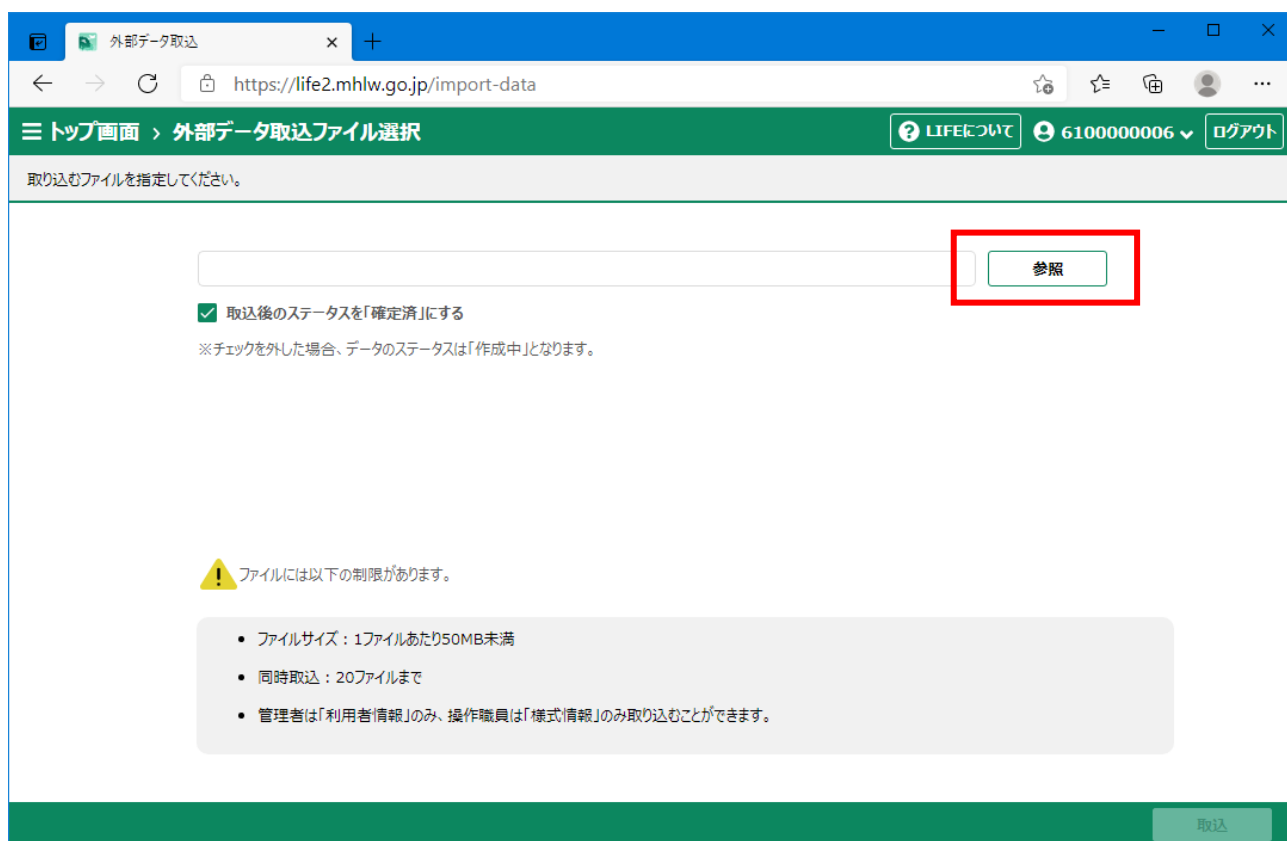 外部データ取込
https://life2.mhlw.go.jp/import-data
トップ画面 › 外部データ取込ファイル選択
? LIFEについて
6100000006
ログアウト
取り込むファイルを指定してください。
参照
取込後のステータスを「確定済」にする
※チェックを外した場合、データのステータスは「作成中」となります。
ファイルには以下の制限があります。
• ファイルサイズ：1ファイルあたり50MB未満
• 同時取込：20ファイルまで
• 管理者は「利用者情報」のみ、操作職員は「様式情報」のみ取り込むことができます。
取込